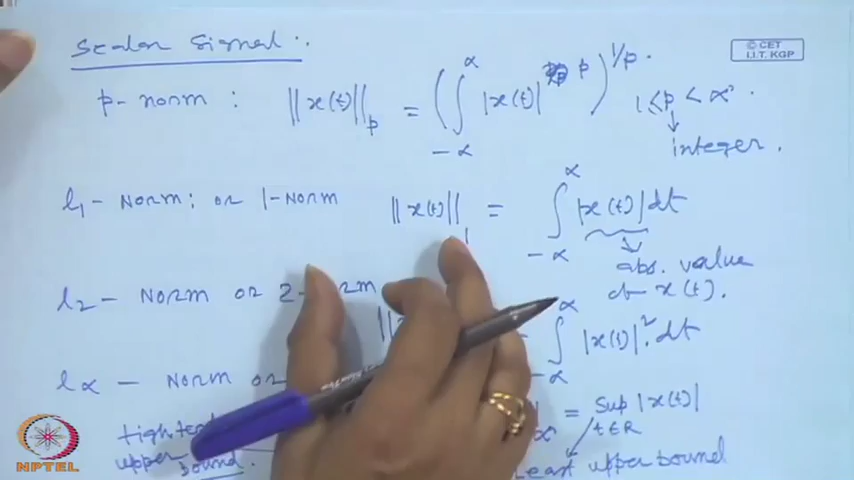 Scalar Signal.
© CET
I.I.T. KGP
p-norm : ||x(t)||p = (∫_{-∝}^{∝} |x(t)|^p)^{1/p}. 1 ≤ p < ∝.
integer.
l1 - Norm: or 1-Norm ||x(t)||1 = ∫_{-∝}^{∝} |x(t)| dt
abs. value
of x(t).
l2 - Norm or 2- ∫_{-∝}^{∝} |x(t)|^2. dt
l∝ - Norm or = Sup |x(t)|
t∈R
upper
bound. Least upper bound
NPTEL